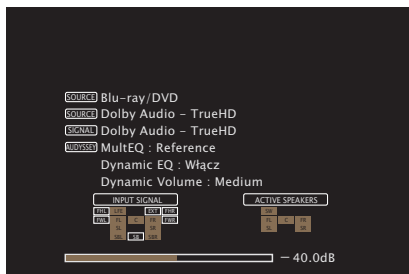 SOURCE Blu-ray/DVD
SOURCE Dolby Audio - TrueHD
SIGNAL Dolby Audio - TrueHD
AUDYSSEY MultEQ : Reference
Dynamic EQ : Włącz
Dynamic Volume : Medium
INPUT SIGNAL ACTIVE SPEAKERS
FHL LFE EXT FHR SW
FWL FL C FR FWR FL C FR
SL SR SL SR
SBL SB SBR
-40.0dB